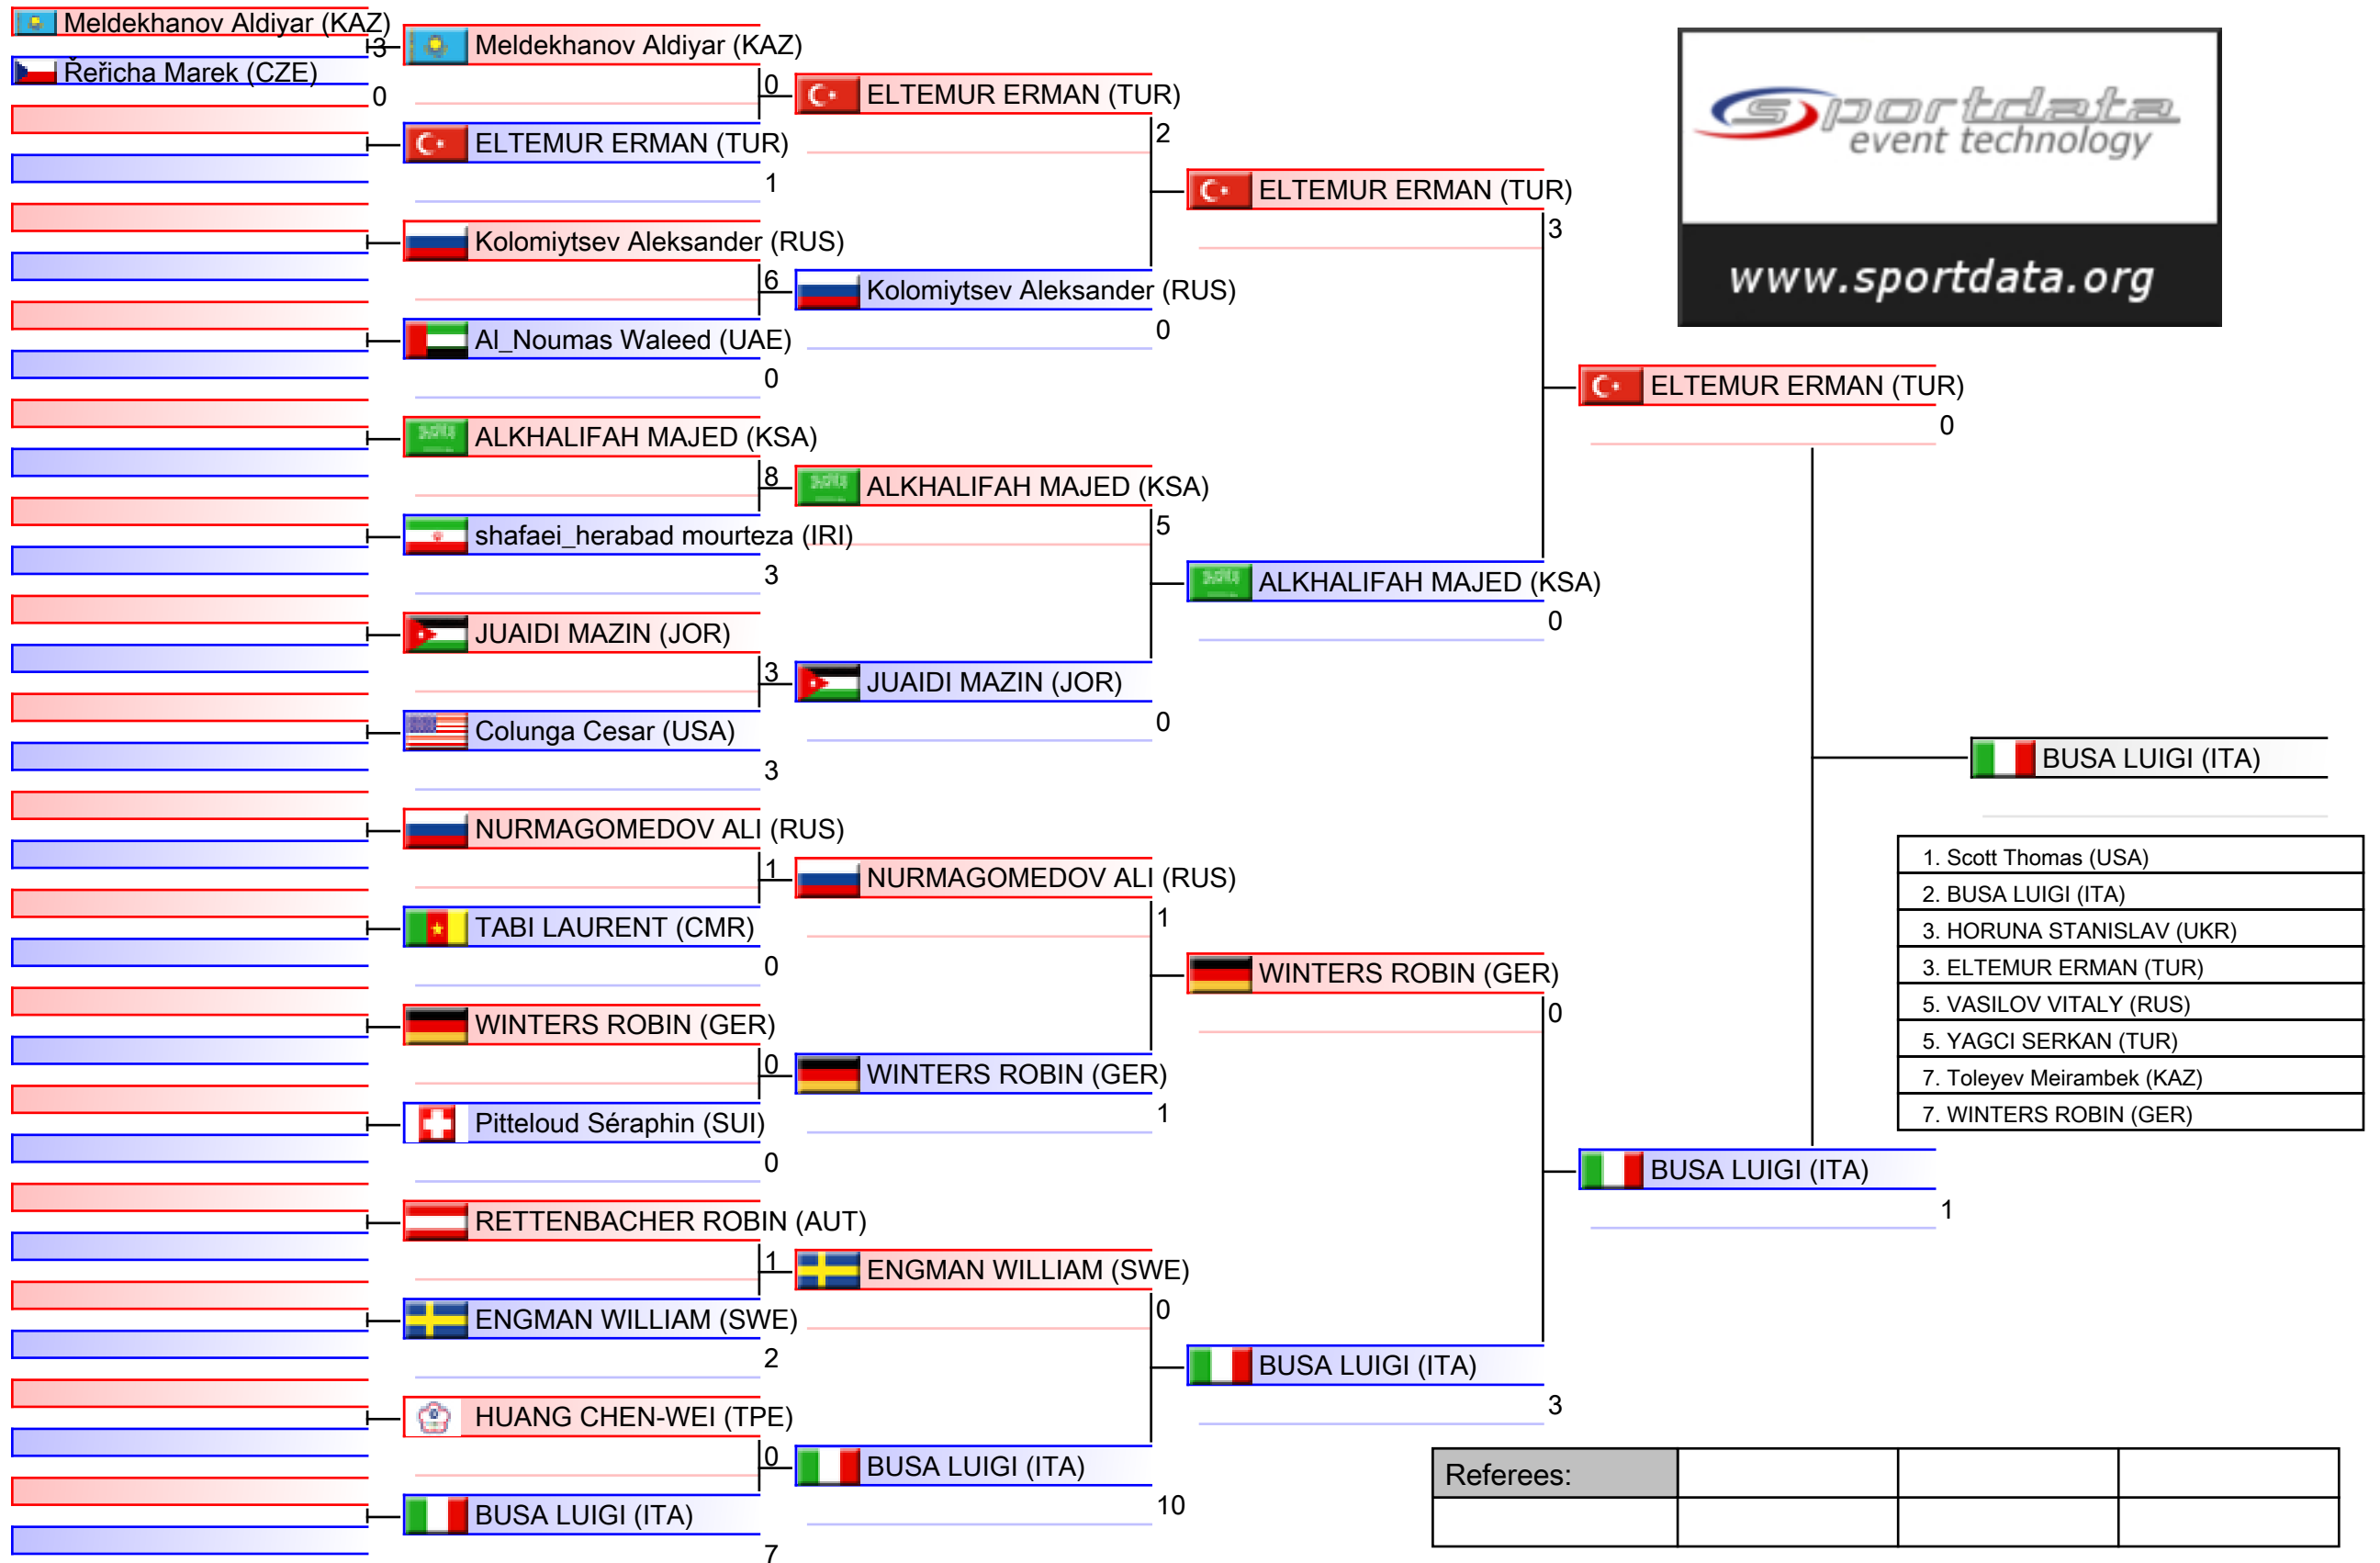 Meldekhanov Aldiyar (KAZ)
3
Řeřicha Marek (CZE)
0
Meldekhanov Aldiyar (KAZ)
0
ELTEMUR ERMAN (TUR)
1
Kolomiytsev Aleksander (RUS)
6
Al_Noumas Waleed (UAE)
0
ALKHALIFAH MAJED (KSA)
8
shafaei_herabad mourteza (IRI)
3
JUAIDI MAZIN (JOR)
3
Colunga Cesar (USA)
3
NURMAGOMEDOV ALI (RUS)
1
TABI LAURENT (CMR)
0
WINTERS ROBIN (GER)
0
Pitteloud Séraphin (SUI)
0
RETTENBACHER ROBIN (AUT)
1
ENGMAN WILLIAM (SWE)
2
HUANG CHEN-WEI (TPE)
0
BUSA LUIGI (ITA)
7
ELTEMUR ERMAN (TUR)
2
Kolomiytsev Aleksander (RUS)
0
ALKHALIFAH MAJED (KSA)
5
JUAIDI MAZIN (JOR)
0
NURMAGOMEDOV ALI (RUS)
1
WINTERS ROBIN (GER)
1
ENGMAN WILLIAM (SWE)
0
BUSA LUIGI (ITA)
10
ELTEMUR ERMAN (TUR)
3
ALKHALIFAH MAJED (KSA)
0
WINTERS ROBIN (GER)
0
BUSA LUIGI (ITA)
3
ELTEMUR ERMAN (TUR)
0
BUSA LUIGI (ITA)
1
BUSA LUIGI (ITA)
sportdata
event technology
www.sportdata.org
1. Scott Thomas (USA)
2. BUSA LUIGI (ITA)
3. HORUNA STANISLAV (UKR)
3. ELTEMUR ERMAN (TUR)
5. VASILOV VITALY (RUS)
5. YAGCI SERKAN (TUR)
7. Toleyev Meirambek (KAZ)
7. WINTERS ROBIN (GER)
Referees: